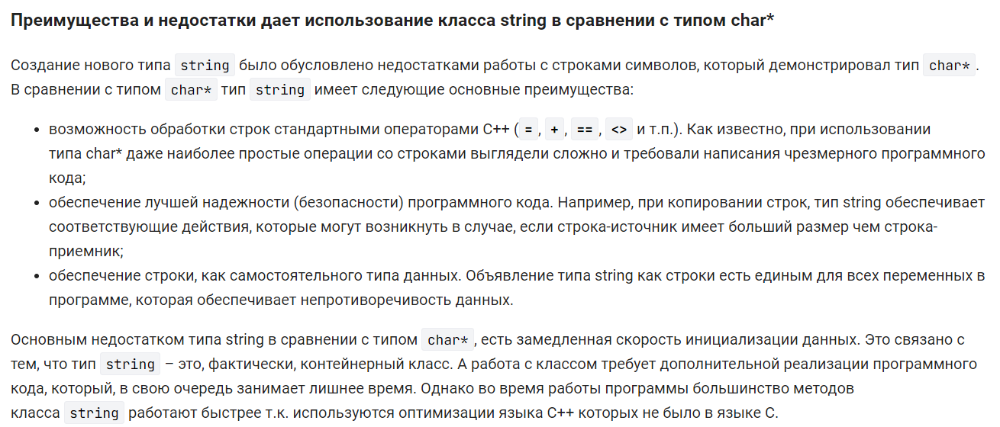 Преимущества и недостатки дает использование класса string в сравнении с типом char*
Создание нового типа string было обусловлено недостатками работы с строками символов, который демонстрировал тип char*.
В сравнении с типом char* тип string имеет следующие основные преимущества:
• возможность обработки строк стандартными операторами C++ (=, +, ==, <> и т.п.). Как известно, при использовании
типа char* даже наиболее простые операции со строками выглядели сложно и требовали написания чрезмерного программного
кода;
• обеспечение лучшей надежности (безопасности) программного кода. Например, при копировании строк, тип string обеспечивает
соответствующие действия, которые могут возникнуть в случае, если строка-источник имеет больший размер чем строка-
приемник;
• обеспечение строки, как самостоятельного типа данных. Объявление типа string как строки есть единым для всех переменных в
программе, которая обеспечивает непротиворечивость данных.
Основным недостатком типа string в сравнении с типом char*, есть замедленная скорость инициализации данных. Это связано с
тем, что тип string – это, фактически, контейнерный класс. А работа с классом требует дополнительной реализации программного
кода, который, в свою очередь занимает лишнее время. Однако во время работы программы большинство методов
класса string работают быстрее т.к. используются оптимизации языка C++ которых не было в языке C.